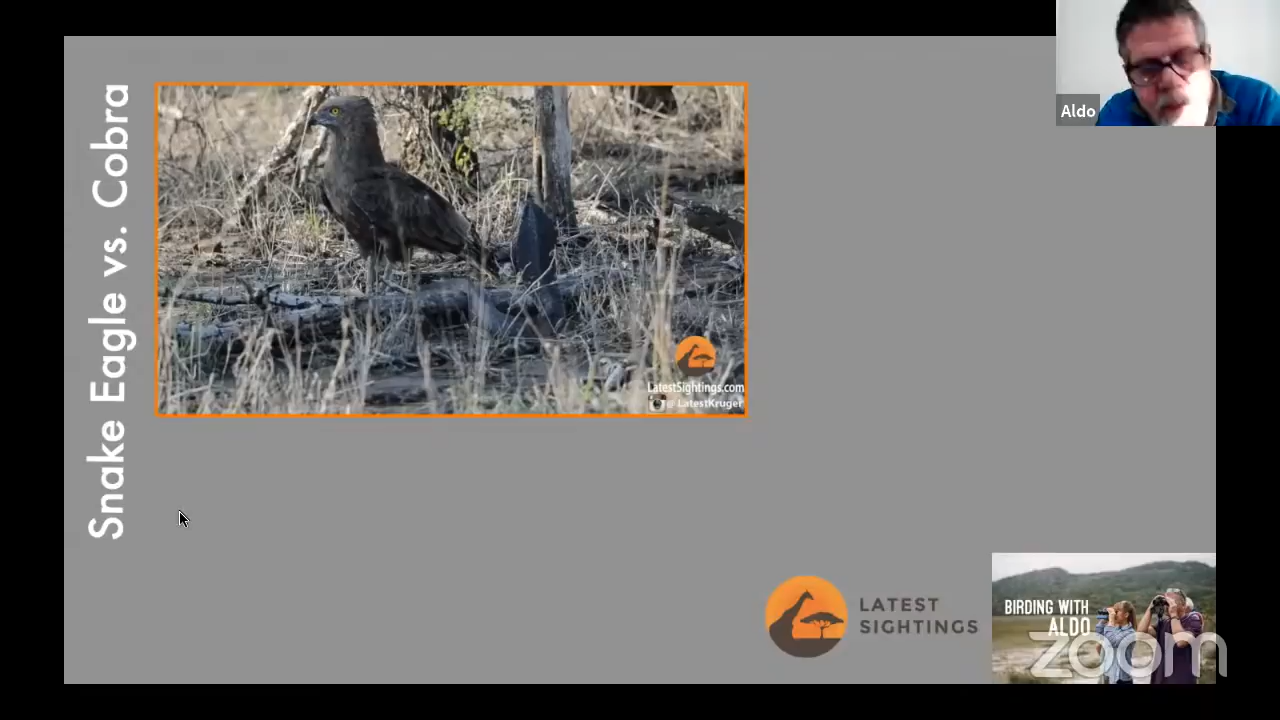 Snake Eagle vs. Cobra
Aldo
LatestSightings.com
@ LatestKruger
LATEST
SIGHTINGS
BIRDING WITH
ALDO
zoom